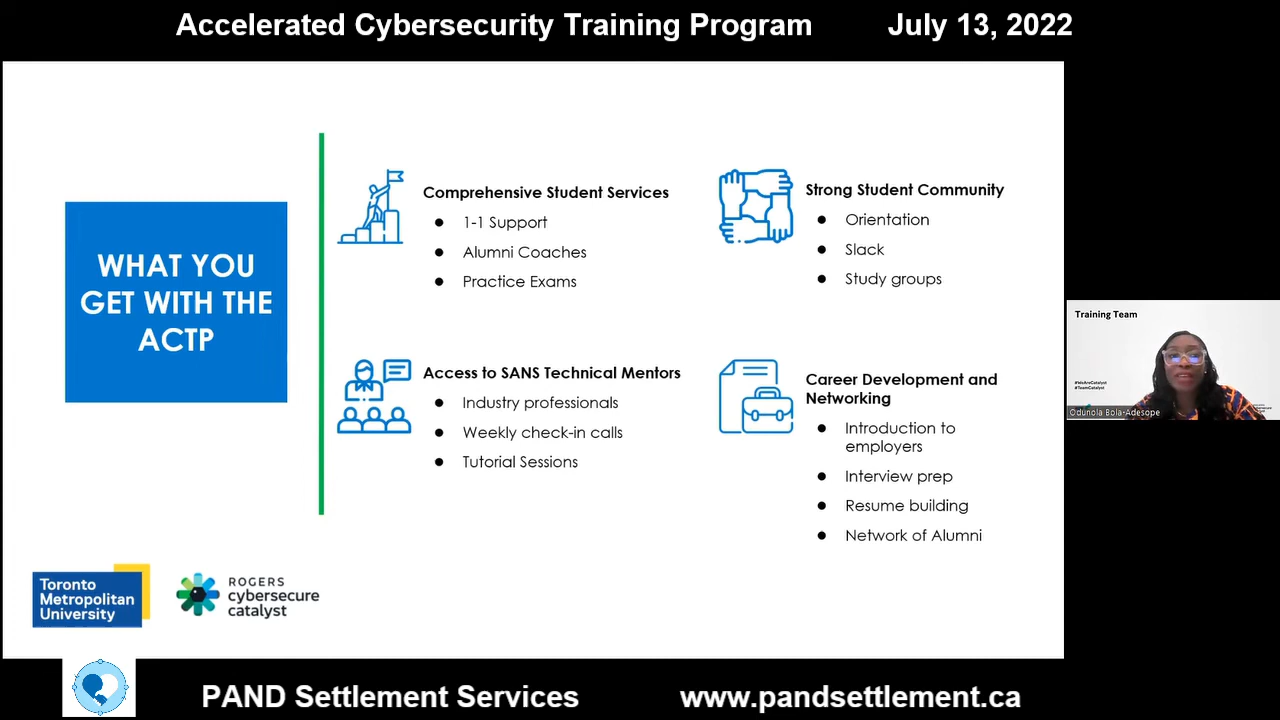 Accelerated Cybersecurity Training Program July 13, 2022
WHAT YOU
GET WITH THE
ACTP
Comprehensive Student Services
● 1-1 Support
● Alumni Coaches
● Practice Exams
Strong Student Community
● Orientation
● Slack
● Study groups
Access to SANS Technical Mentors
● Industry professionals
● Weekly check-in calls
● Tutorial Sessions
Career Development and
Networking
● Introduction to
employers
● Interview prep
● Resume building
● Network of Alumni
Training Team
#WeAreCatalyst
#TeamCatalyst
Odunola Bola-Adesope
Toronto
Metropolitan
University
ROGERS
cybersecure
catalyst
PAND Settlement Services www.pandsettlement.ca